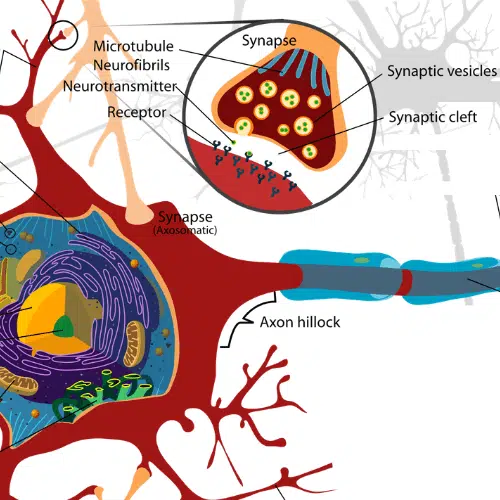 Synapse
Microtubule
Neurofibrils
Neurotransmitter
Receptor
Synaptic vesicles
Synaptic cleft
Synapse
(Axosomatic)
Axon hillock